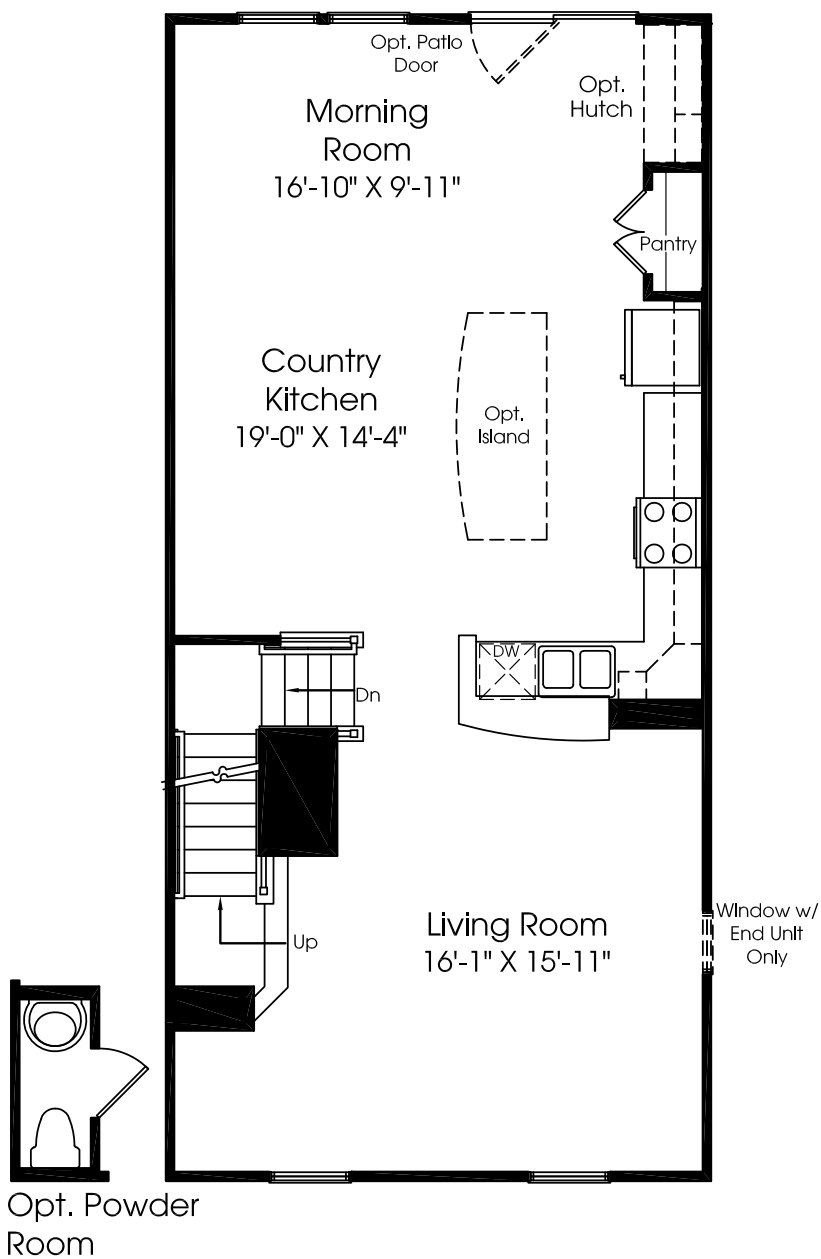 Opt. Patio
Door
Opt.
Hutch
Morning
Room
16'-10" X 9'-11"
Pantry
Country
Kitchen
19'-0" X 14'-4"
Opt.
Island
DW
Dn
Up
Living Room
16'-1" X 15'-11"
Window w/
End Unit
Only
Opt. Powder
Room